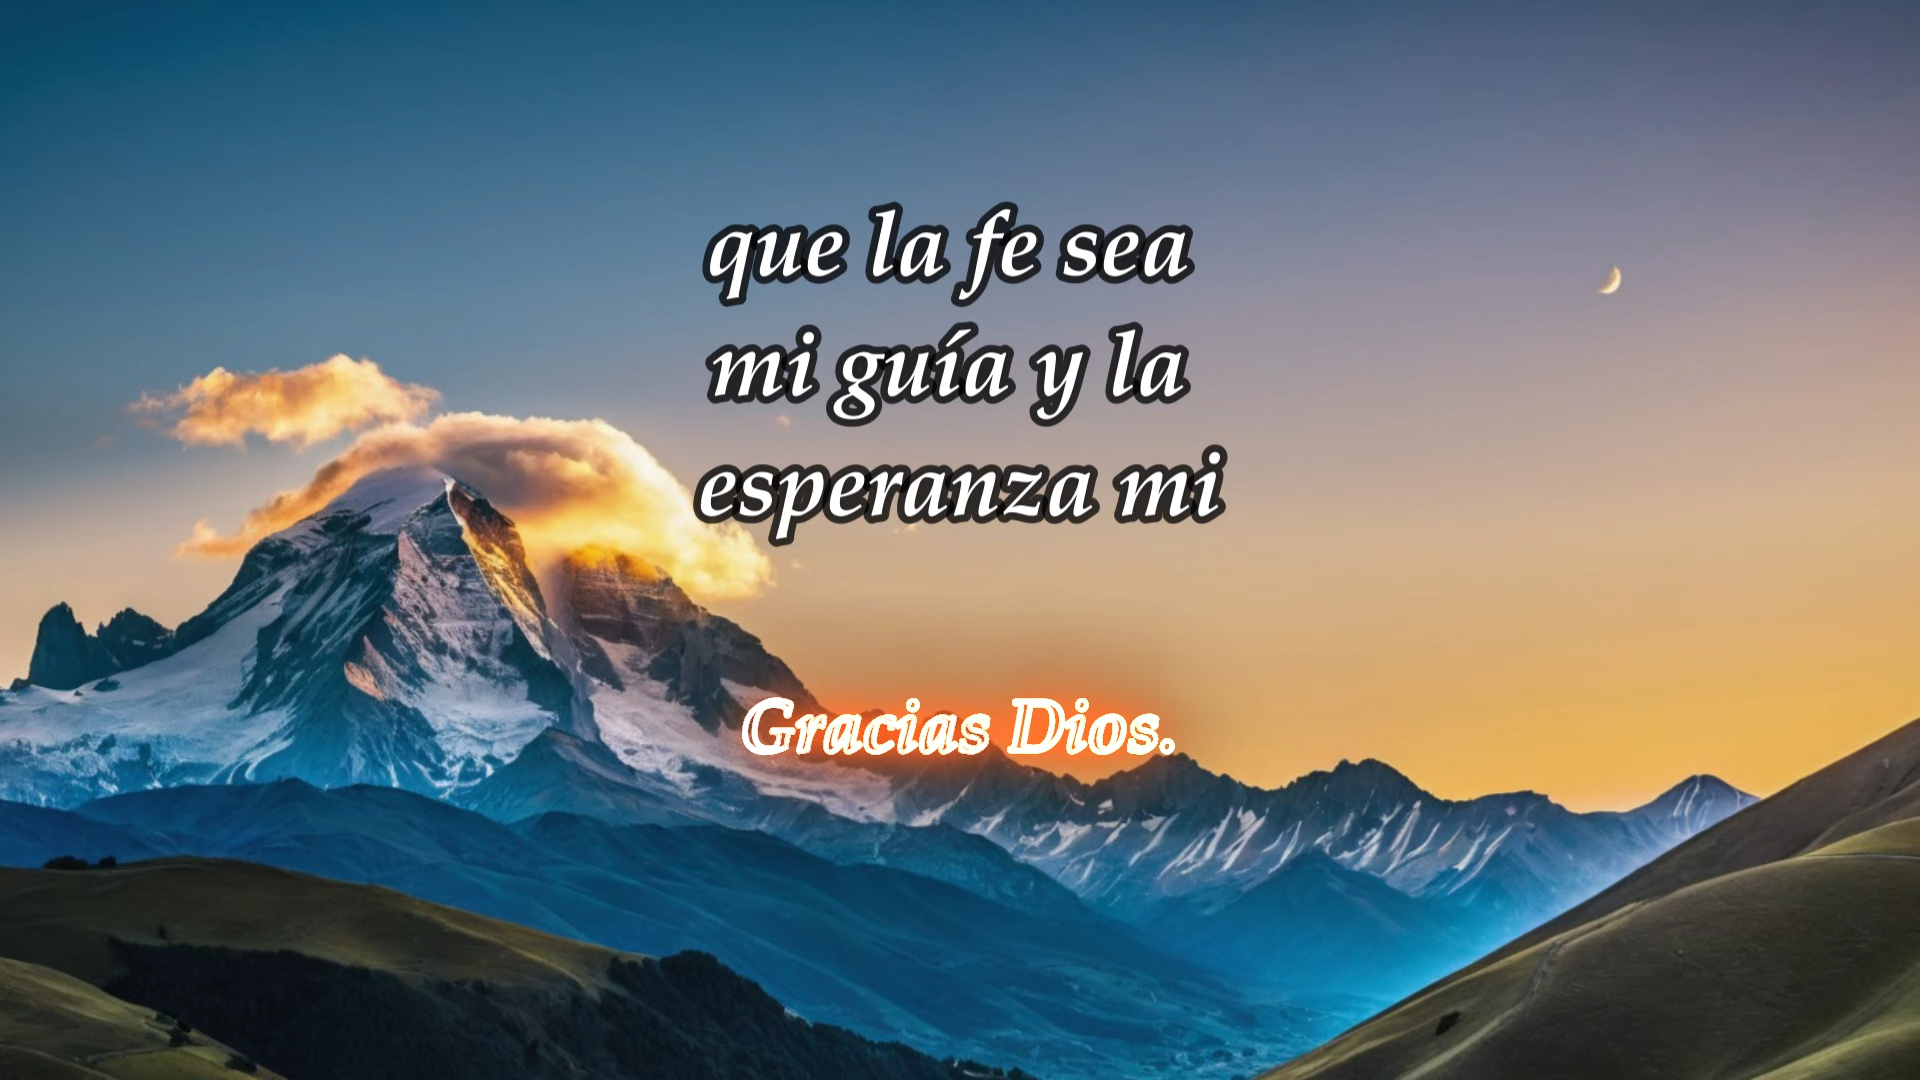 que la fe sea
mi guía y la
esperanza mi
Gracias Dios.